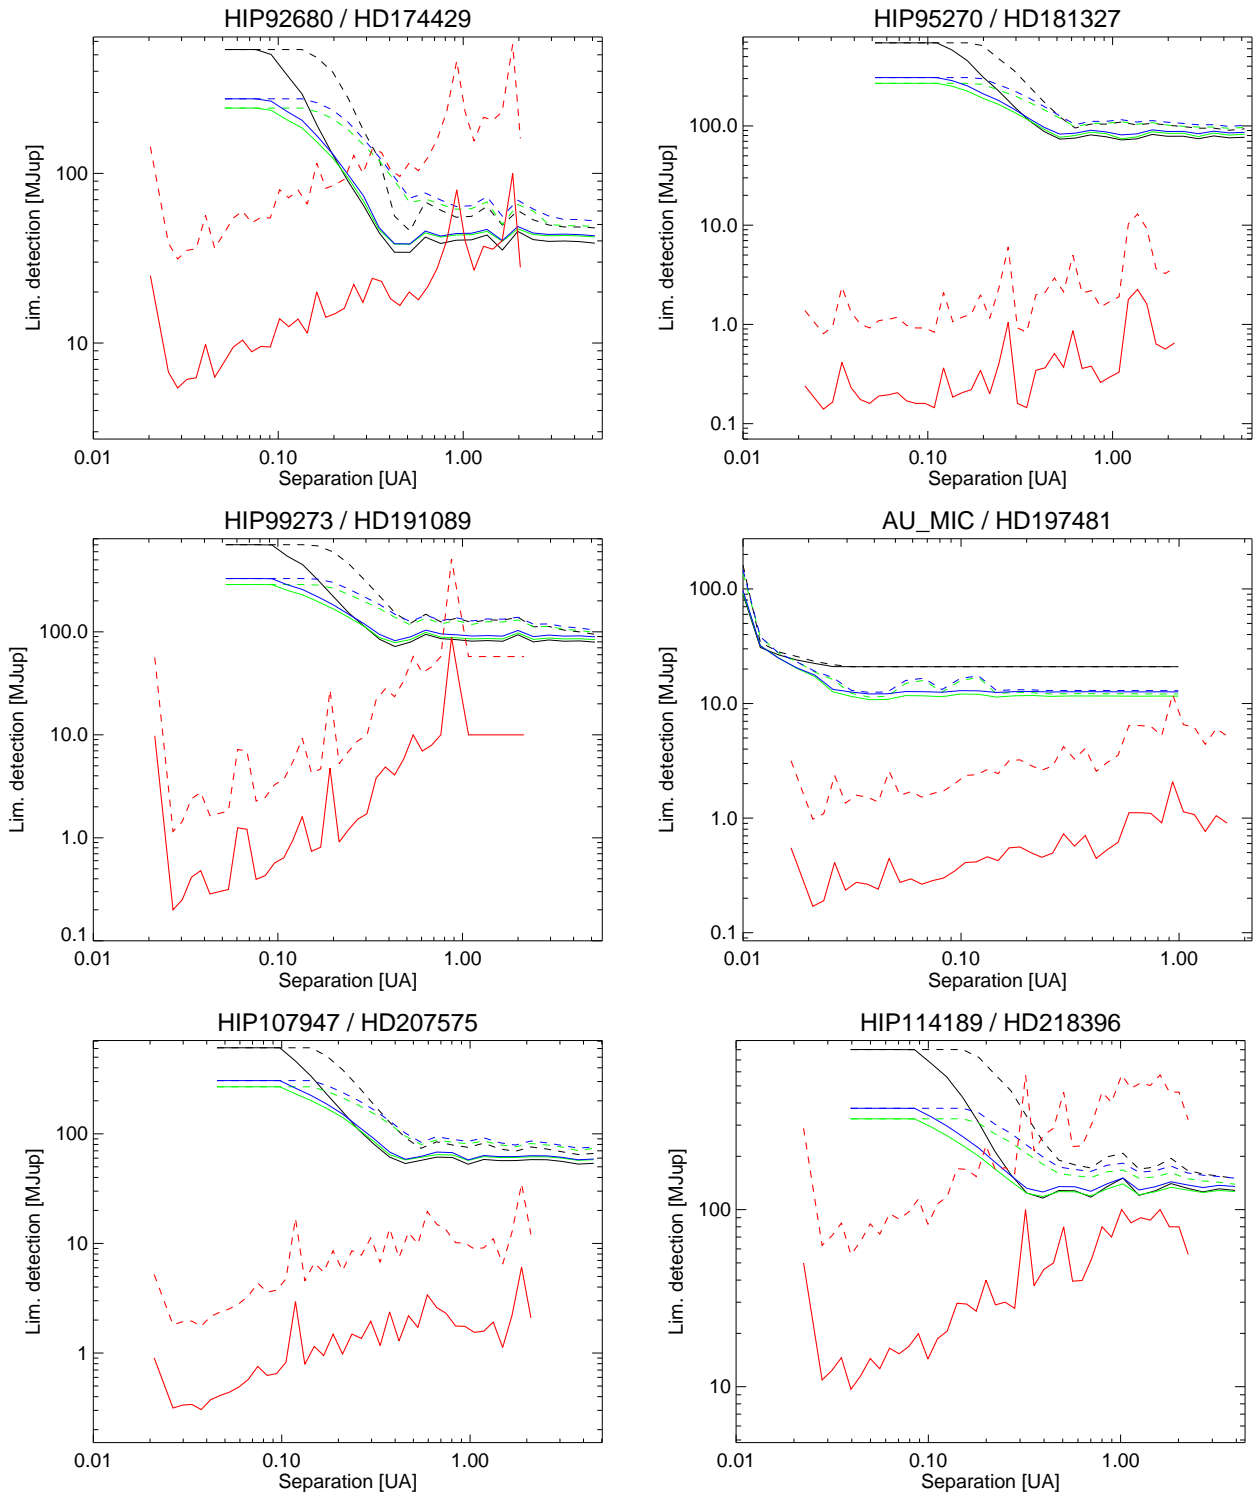 HIP92680 / HD174429
Lim. detection [MJup]
100
10
0.01
0.10
1.00
Separation [UA]
HIP95270 / HD181327
Lim. detection [MJup]
100.0
10.0
1.0
0.1
0.01
0.10
1.00
Separation [UA]
HIP99273 / HD191089
Lim. detection [MJup]
100.0
10.0
1.0
0.1
0.01
0.10
1.00
Separation [UA]
AU_MIC / HD197481
Lim. detection [MJup]
100.0
10.0
1.0
0.1
0.01
0.10
1.00
Separation [UA]
HIP107947 / HD207575
Lim. detection [MJup]
100
10
1
0.01
0.10
1.00
Separation [UA]
HIP114189 / HD218396
Lim. detection [MJup]
100
10
0.01
0.10
1.00
Separation [UA]